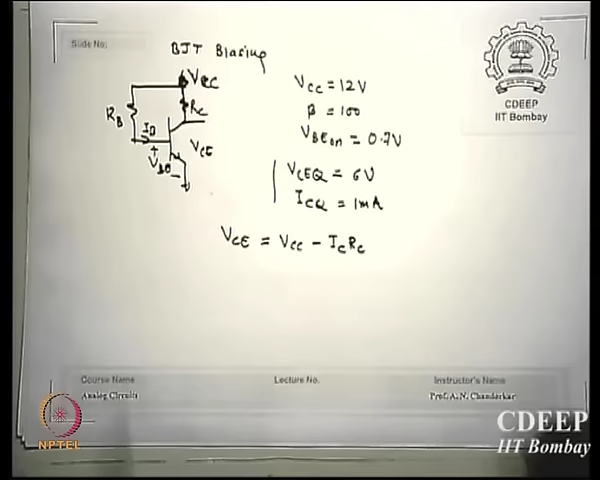 Slide No:
BJT Biasing
VCC
RC
RB
IB
VCE
VBE
+
−
VCC = 12V
β = 100
VBEon = 0.7V
VCEQ = 6V
ICQ = 1mA
VCE = VCC − ICRC
CDEEP
IIT Bombay
Course Name
Analog Circuits
Lecture No.
Instructor's Name
Prof. A. N. Chandorkar
NPTEL
CDEEP
IIT Bombay